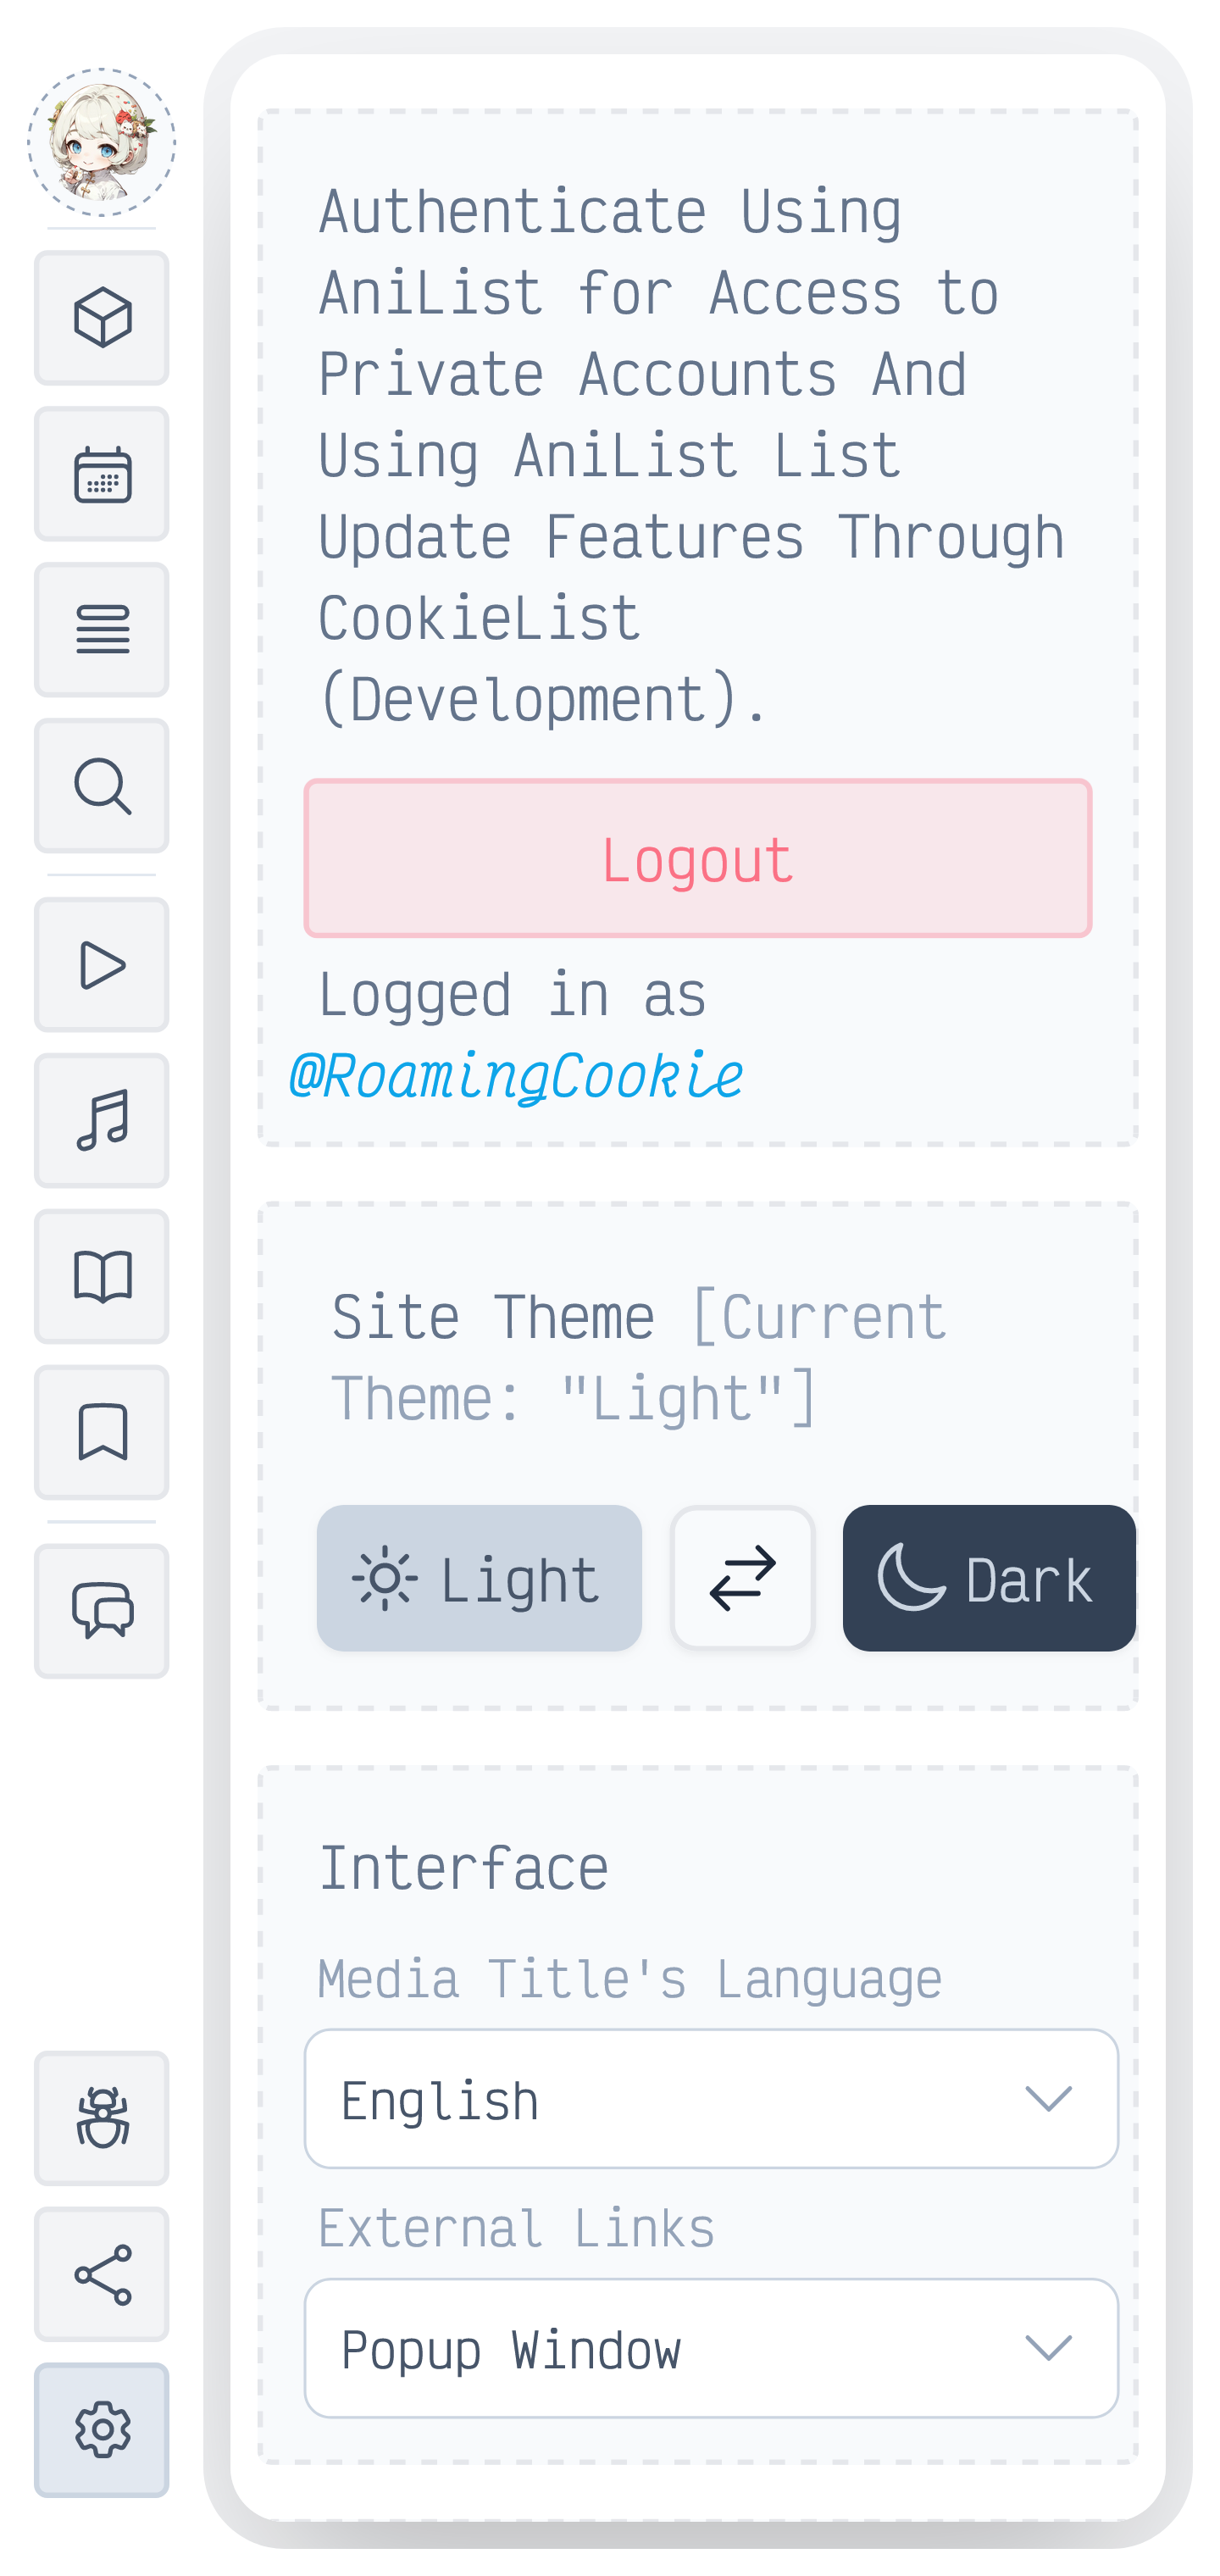 Authenticate Using
AniList for Access to
Private Accounts And
Using AniList List
Update Features Through
CookieList
(Development).
Logout
Logged in as
@RoamingCookie
Site Theme [Current
Theme: "Light"]
Light
Dark
Interface
Media Title's Language
English
External Links
Popup Window